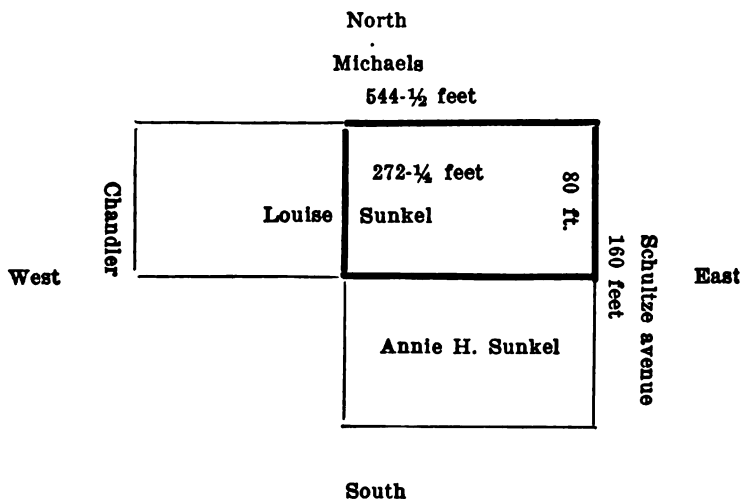 North
Michaels
544-½ feet
272-¼ feet
80 ft.
Chandler
Louise Sunkel
160 feet
Schultze avenue
West
East
Annie H. Sunkel
South